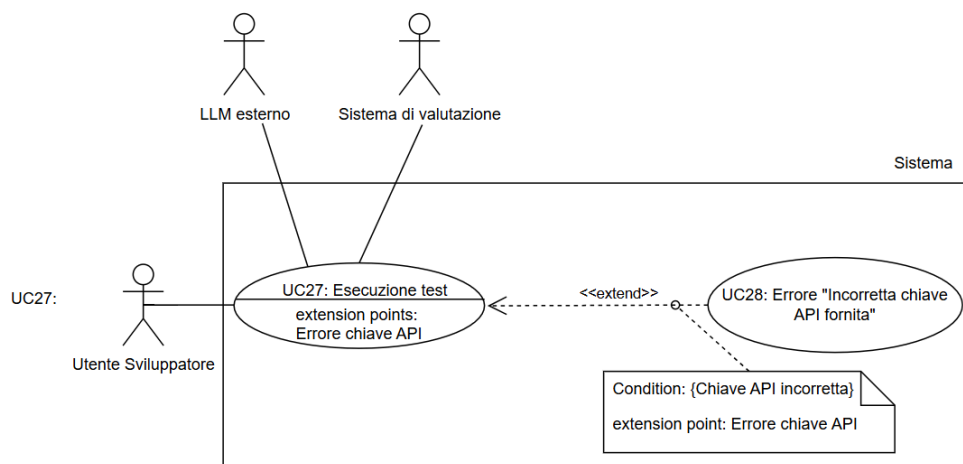 LLM esterno
Sistema di valutazione
Sistema
UC27:
Utente Sviluppatore
UC27: Esecuzione test
extension points:
Errore chiave API
<<extend>>
UC28: Errore "Incorretta chiave
API fornita"
Condition: {Chiave API incorretta}
extension point: Errore chiave API